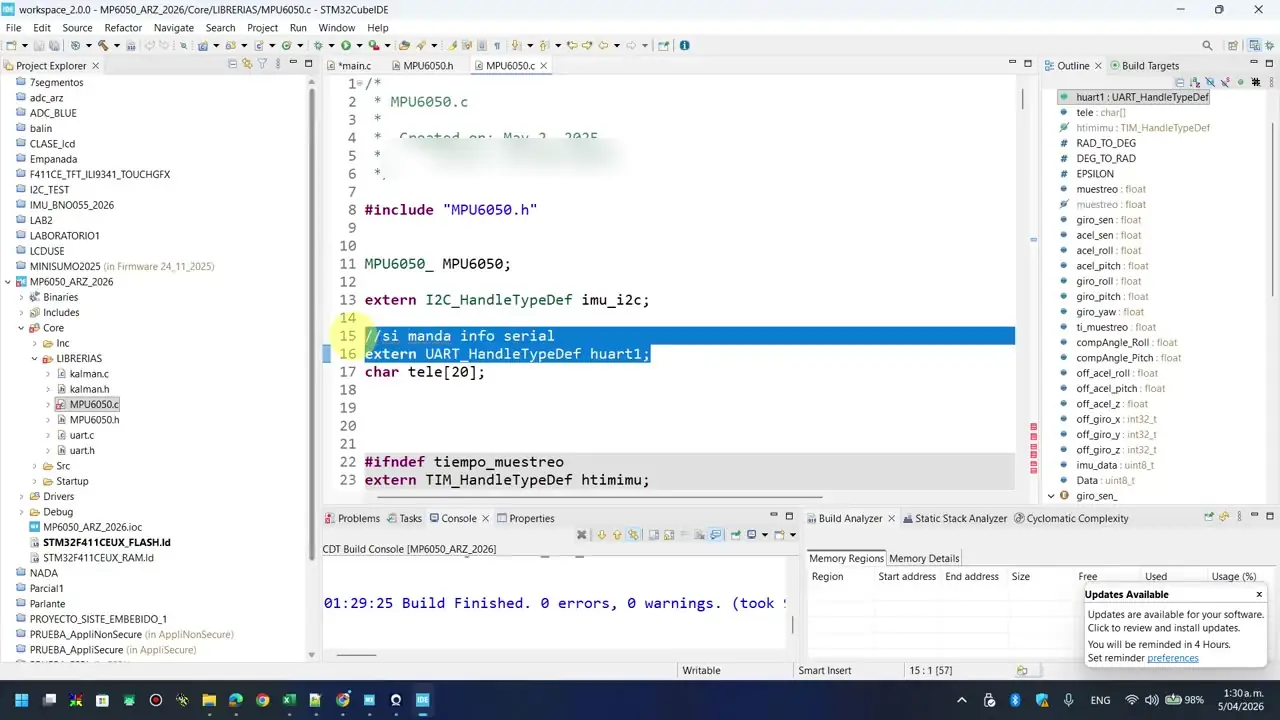 workspace_2.0.0 - MP6050_ARZ_2026/Core/LIBRERIAS/MPU6050.c - STM32CubeIDE
File Edit Source Refactor Navigate Search Project Run Window Help
Project Explorer
7segmentos
adc_arz
ADC_BLUE
balin
CLASE_lcd
Empanada
F411CE_TFT_ILI9341_TOUCHGFX
I2C_TEST
IMU_BNO055_2026
LAB2
LABORATORIO1
LCDUSE
MINISUMO2025 (in Firmware 24_11_2025)
MP6050_ARZ_2026
Binaries
Includes
Core
Inc
LIBRERIAS
kalman.c
kalman.h
MPU6050.c
MPU6050.h
uart.c
uart.h
Src
Startup
Drivers
Debug
MP6050_ARZ_2026.ioc
STM32F411CEUX_FLASH.ld
STM32F411CEUX_RAM.ld
NADA
Parcial1
Parlante
PROYECTO_SISTE_EMBEBIDO_1
PRUEBA_AppliNonSecure (in AppliNonSecure)
PRUEBA_AppliSecure (in AppliSecure)
*main.c MPU6050.h MPU6050.c
1 /*
2 * MPU6050.c
3 *
4 * Created on: May 2, 2025
5 *
6 */
7
8 #include "MPU6050.h"
9
10
11 MPU6050_ MPU6050;
12
13 extern I2C_HandleTypeDef imu_i2c;
14
15 //si manda info serial
16 extern UART_HandleTypeDef huart1;
17 char tele[20];
18
19
20
21
22 #ifndef tiempo_muestreo
23 extern TIM_HandleTypeDef htimimu;
Problems Tasks Console Properties
CDT Build Console [MP6050_ARZ_2026]
01:29:25 Build Finished. 0 errors, 0 warnings. (took
Outline Build Targets
huart1 : UART_HandleTypeDef
tele : char[]
htimimu : TIM_HandleTypeDef
RAD_TO_DEG
DEG_TO_RAD
EPSILON
muestreo : float
muestreo : float
giro_sen : float
acel_sen : float
acel_roll : float
acel_pitch : float
giro_roll : float
giro_pitch : float
giro_yaw : float
ti_muestreo : float
compAngle_Roll : float
compAngle_Pitch : float
off_acel_roll : float
off_acel_pitch : float
off_acel_z : float
off_giro_x : int32_t
off_giro_y : int32_t
off_giro_z : int32_t
imu_data : uint8_t
Data : uint8_t
giro_sen_
Build Analyzer Static Stack Analyzer Cyclomatic Complexity
Memory Regions Memory Details
Region Start address End address Size Free Used Usage (%)
Updates Available
Updates are available for your software.
Click to review and install updates.
You will be reminded in 4 Hours.
Set reminder preferences
Writable Smart Insert 15 : 1 [57]
ENG 98% 1:30 a.m.
5/04/2026